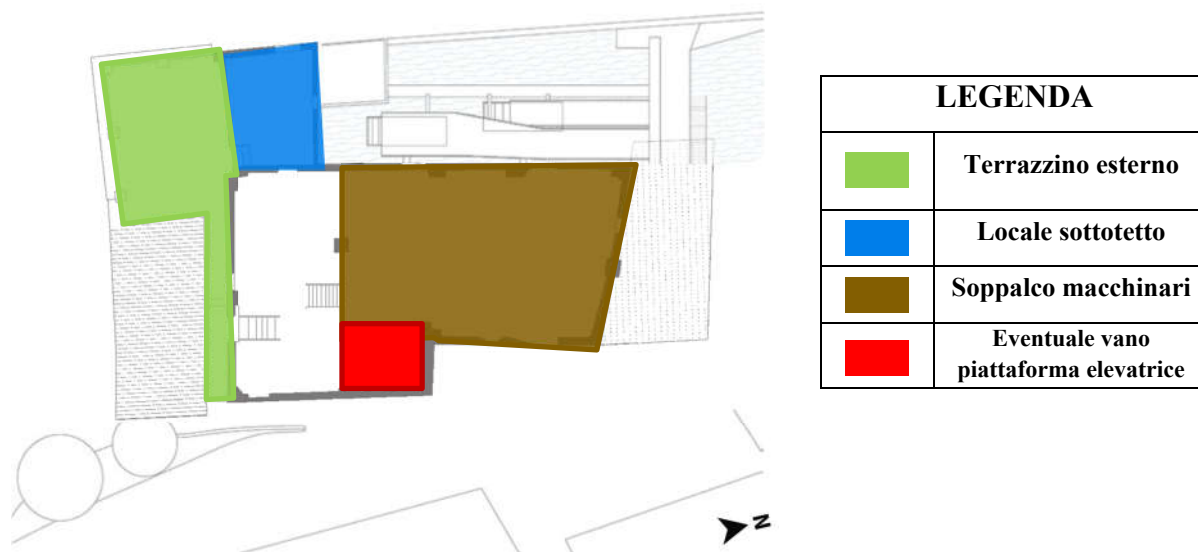 LEGENDA
Terrazzino esterno
Locale sottotetto
Soppalco macchinari
Eventuale vano
piattaforma elevatrice
N